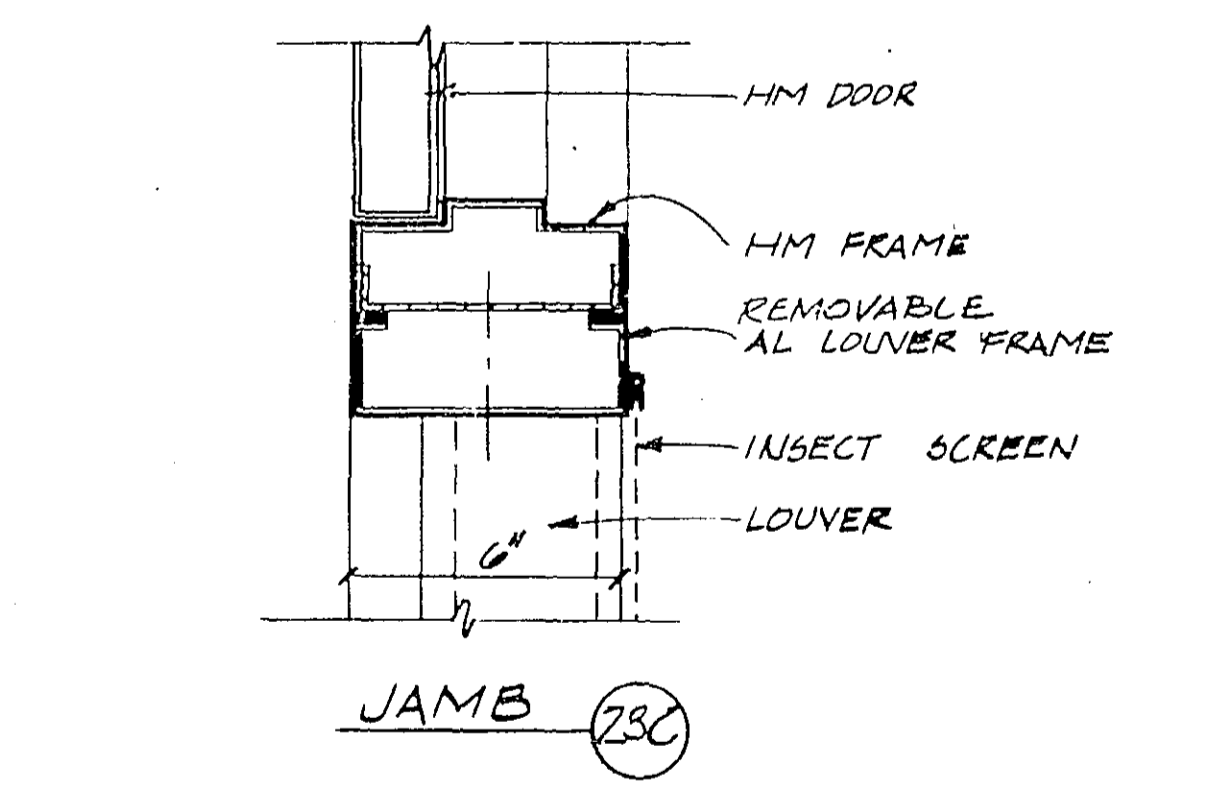 HM DOOR
HM FRAME
REMOVABLE
AL LOUVER FRAME
INSECT SCREEN
LOUVER
6"
JAMB
23C